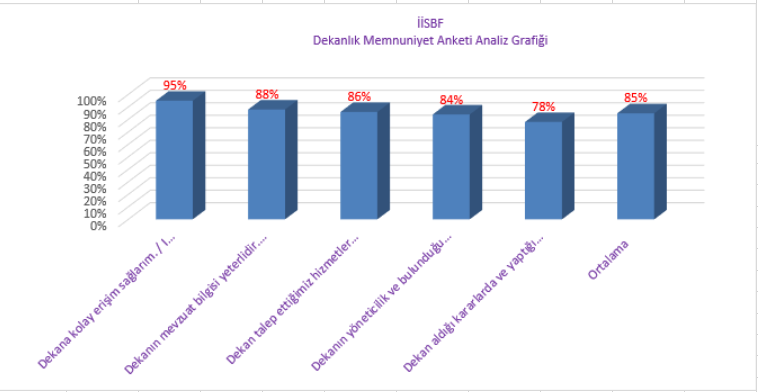 İİSBF
Dekanlık Memnuniyet Anketi Analiz Grafiği
95%
88%
86%
84%
78%
85%
100%
90%
80%
70%
60%
50%
40%
30%
20%
10%
0%
Dekana kolay erişim sağlarım. / I...
Dekanın mevzuat bilgisi yeterlidir....
Dekan talep ettiğimiz hizmetler...
Dekanın yöneticilik ve bulunduğu...
Dekan aldığı kararlarda ve yaptığı...
Ortalama